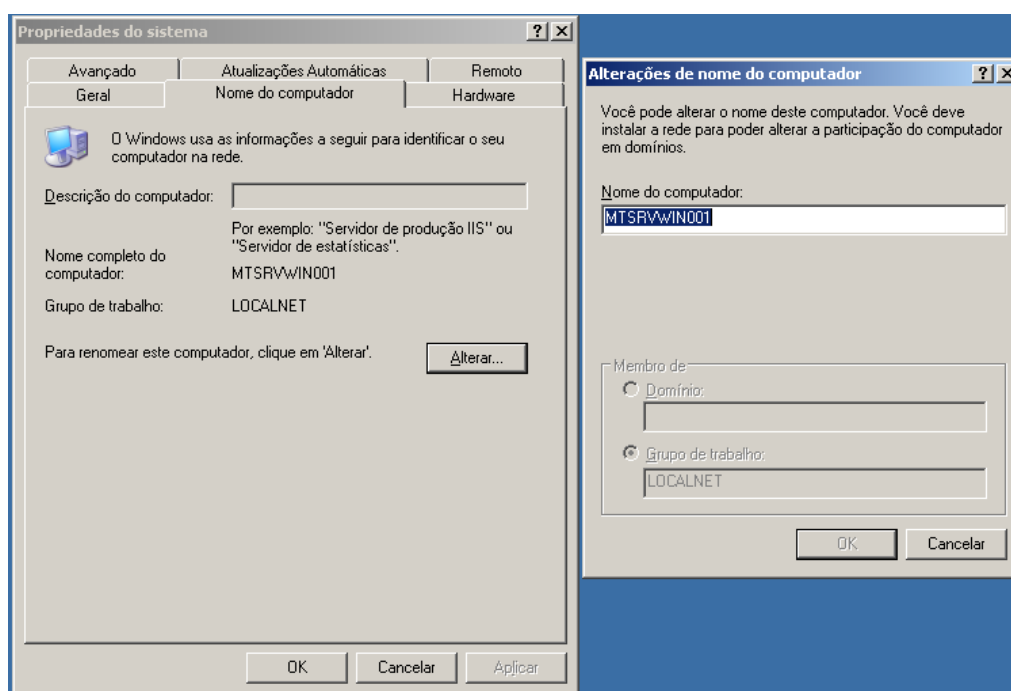 Propriedades do sistema
Avançado
Atualizações Automáticas
Remoto
Geral
Nome do computador
Hardware
O Windows usa as informações a seguir para identificar o seu
computador na rede.
Descrição do computador:
Por exemplo: "Servidor de produção IIS" ou
"Servidor de estatísticas".
Nome completo do
computador:
MTSRVWIN001
Grupo de trabalho:
LOCALNET
Para renomear este computador, clique em 'Alterar'.
Alterar...
OK
Cancelar
Aplicar
Alterações de nome do computador
Você pode alterar o nome deste computador. Você deve
instalar a rede para poder alterar a participação do computador
em domínios.
Nome do computador:
MTSRVWIN001
Membro de
Domínio:
Grupo de trabalho:
LOCALNET
OK
Cancelar